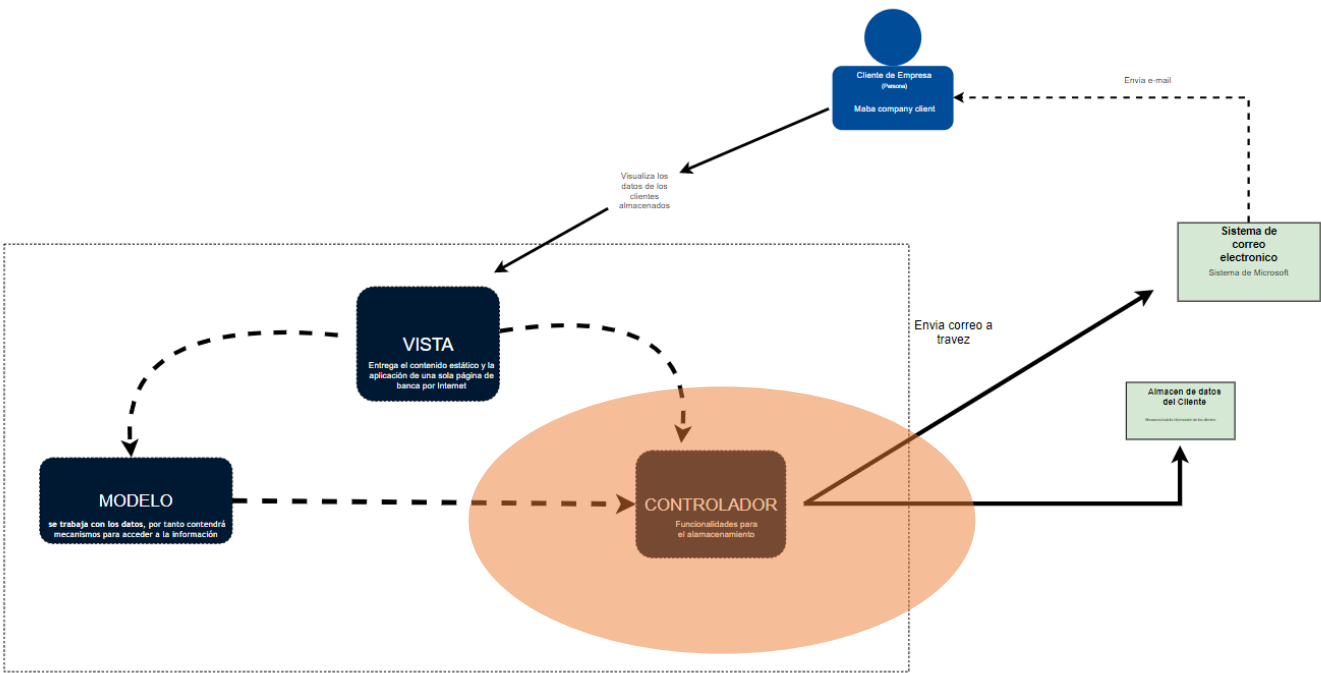 Cliente de Empresa
(Persona)
Maba company client
Envia e-mail
Visualiza los
datos de los
clientes
almacenados
Sistema de
correo
electronico
Sistema de Microsoft
Envia correo a
travez
VISTA
Entrega el contenido estático y la
aplicación de una sola página de
banca por Internet
Almacen de datos
del Cliente
MODELO
se trabaja con los datos, por tanto contendrá
mecanismos para acceder a la información
CONTROLADOR
Funcionalidades para
el alamacenamiento